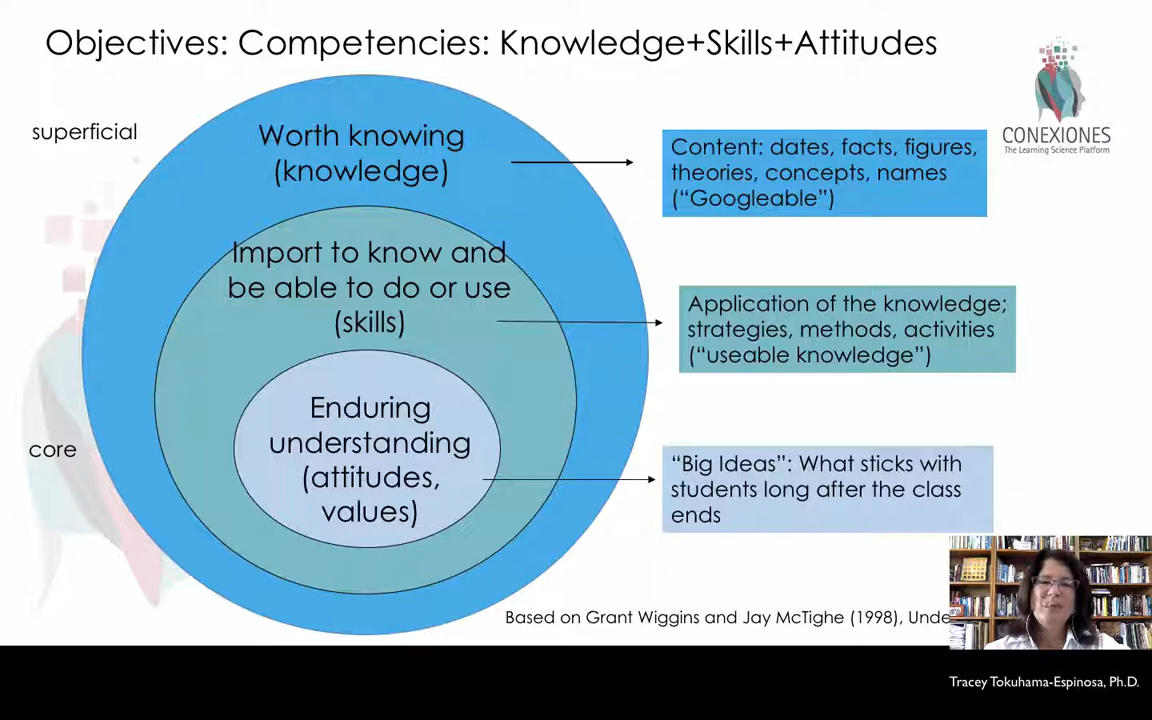 Objectives: Competencies: Knowledge+Skills+Attitudes
CONEXIONES
The Learning Science Platform
superficial
Worth knowing
(knowledge)
Content: dates, facts, figures,
theories, concepts, names
(“Googleable”)
Import to know and
be able to do or use
(skills)
Application of the knowledge;
strategies, methods, activities
(“useable knowledge”)
core
Enduring
understanding
(attitudes,
values)
“Big Ideas”: What sticks with
students long after the class
ends
Based on Grant Wiggins and Jay McTighe (1998), Unde
Tracey Tokuhama-Espinosa, Ph.D.